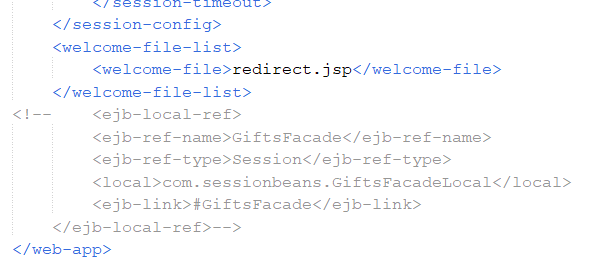 </session-timeout>
</session-config>
<welcome-file-list>
<welcome-file>redirect.jsp</welcome-file>
</welcome-file-list>
<!-- <ejb-local-ref>
<ejb-ref-name>GiftsFacade</ejb-ref-name>
<ejb-ref-type>Session</ejb-ref-type>
<local>com.sessionbeans.GiftsFacadeLocal</local>
<ejb-link>#GiftsFacade</ejb-link>
</ejb-local-ref>-->
</web-app>